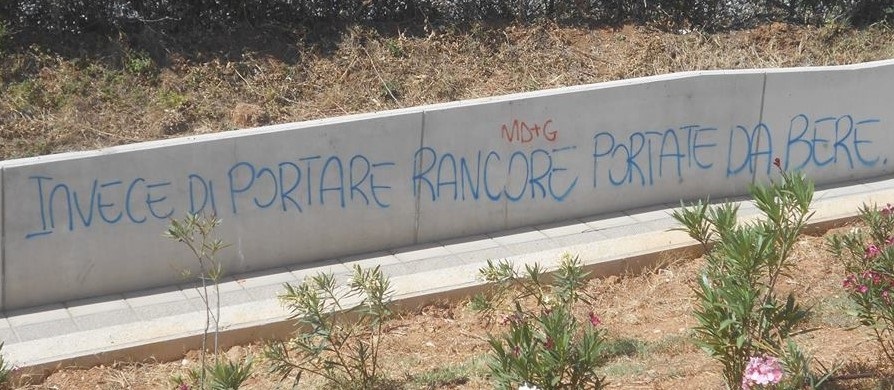 MD+G
INVECE DI PORTARE RANCORE PORTATE DA BERE.